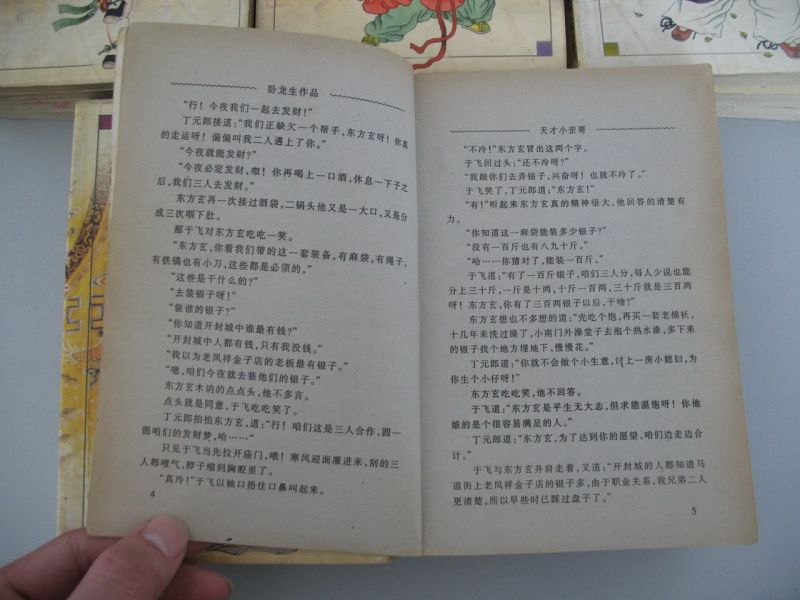 卧龙生作品
“行！今夜我们一起去发财！”
丁元郎接道：“我们正缺欠一个帮手，东方玄呀！你真
的走运呀！偏偏叫我二人遇上了你。”
“今夜就能发财？”
“今夜必定发财，嗯！你再喝上一口酒，休息一下子之
后，我们三人去发财。”
东方玄再一次接过酒袋，二锅头他又是一大口，又是分
成三次咽下肚。
那于飞对东方玄吃吃一笑。
“东方玄，你看我们带的这一套装备，有麻袋，有绳子，
有铁镐也有小刀，这些都是必须的。”
“这些是干什么的？”
“去装银子呀！”
“装谁的银子？”
“你知道开封城中谁最有钱？”
“开封城中人都有钱，只有我没钱。”
“我以为老凤祥金子店的老板最有银子。”
“嗯，咱们今夜就去装他们的银子。”
东方玄木讷的点点头，他不多言。
点头就是同意，于飞吃吃笑了。
丁元郎拍拍东方玄，道：“行！咱们这是三人合作，圆一
圆咱们的发财梦，哈……”
只见于飞当先拉开庙门，哦！寒风迎面灌进来，刮的三
人都噎气，脖子缩到胸腔里了。
“真冷！”于飞以袖口捂住口鼻叫起来。
4
天才小歪哥
“不冷！”东方玄冒出这两个字。
于飞回过头：“还不冷呀？”
“我跟你们去弄银子，兴奋呀！也就不冷了。”
于飞笑了，丁元郎道：“东方玄！”
“有！”听起来东方玄真的精神很大，他回答的清楚有
力。
“你知道这一麻袋能装多少银子？”
“没有一百斤也有八九十斤。”
“哈……你猜对了，能装一百斤。”
于飞道：“有了一百斤银子，咱们三人分，每人少说也能
分上三十斤，一斤是十两，十斤一百两，三十斤就是三百两
呀！东方玄，你有了三百两银子以后，干啥？”
东方玄想也不多想的道：“先吃个饱，再买一套老棉袄，
十几年未洗过澡了，小南门外澡堂子去泡个热水澡，多下来
的银子找个地方埋地下，慢慢花。”
丁元郎道：“你就不会做个小生意，讨上一房小媳妇，为
你生个小仔呀！”
东方玄吃吃笑，他不回答。
于飞道：“东方玄是平生无大志，但求能温饱呀！你他
娘的是个很容易满足的人。”
丁元郎道：“东方玄，为了达到你的愿望，咱们边走边合
计。”
于飞与东方玄并肩走着，又道：“开封城的人都知道马
道街上老凤祥金子店的银子多，由于职业关系，我兄弟二人
更清楚，所以早些时已踩过盘子了。”
5